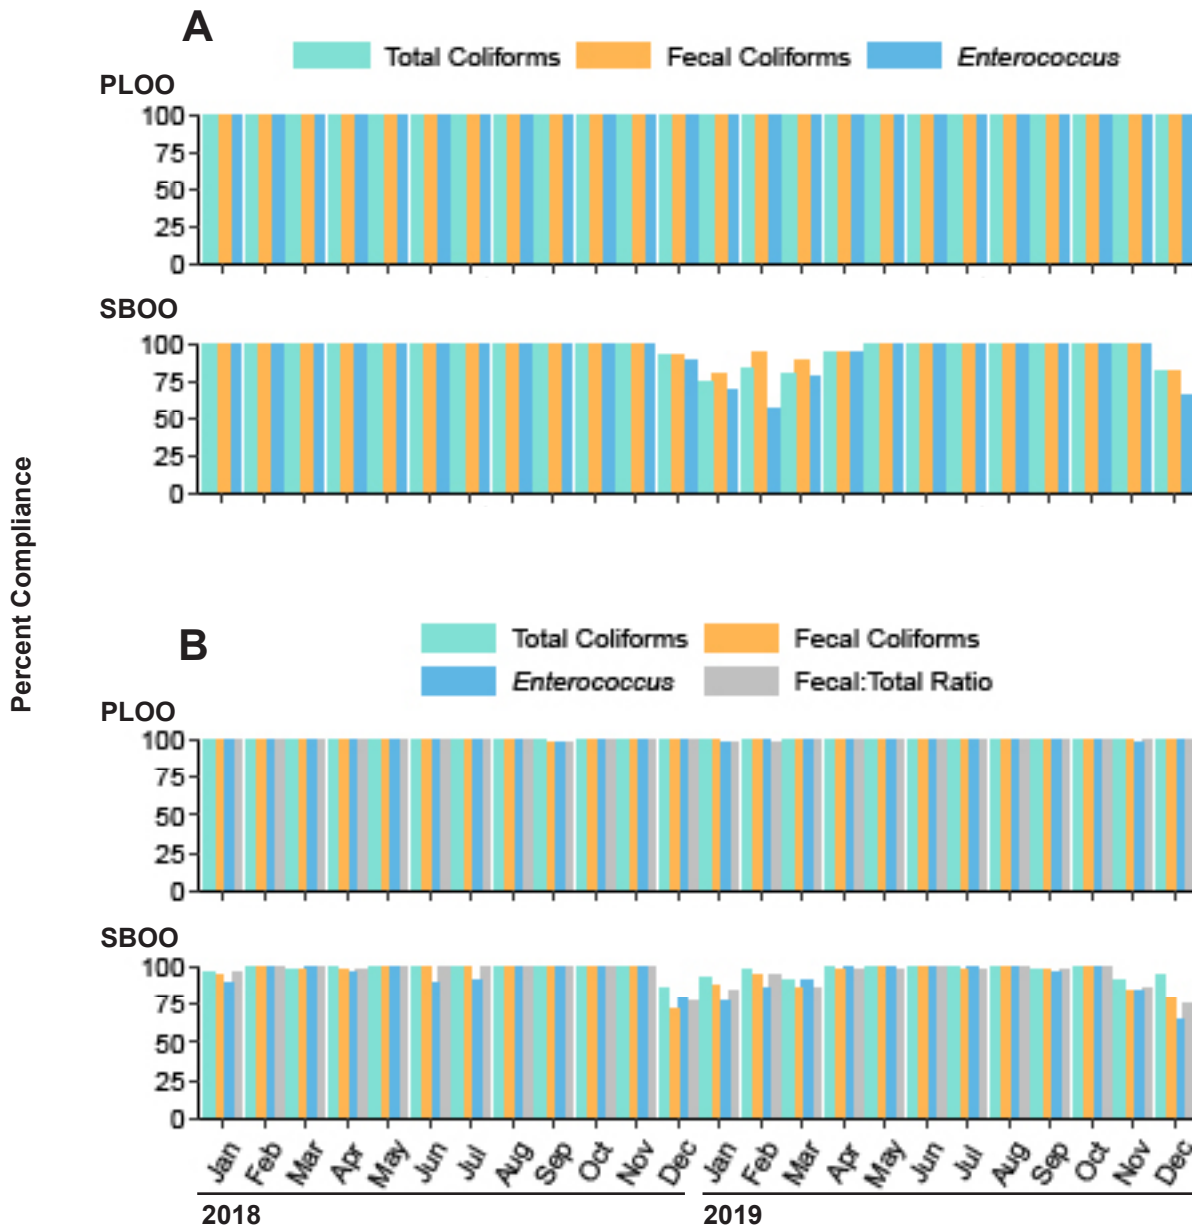 A
Total Coliforms Fecal Coliforms Enterococcus
PLOO
100
75
50
25
0
SBOO
100
75
50
25
0
Percent Compliance
B
Total Coliforms Fecal Coliforms
Enterococcus Fecal:Total Ratio
PLOO
100
75
50
25
0
SBOO
100
75
50
25
0
Jan Feb Mar Apr May Jun Jul Aug Sep Oct Nov Dec Jan Feb Mar Apr May Jun Jul Aug Sep Oct Nov Dec
2018 2019